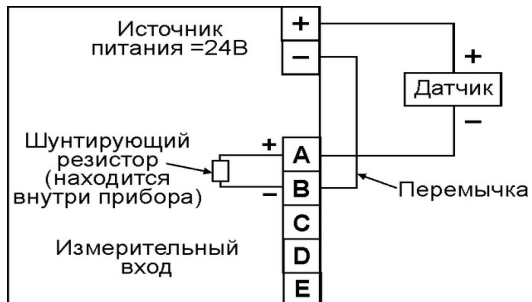 Источник
питания =24В
+
−
+
Датчик
−
Шунтирующий
резистор
(находится
внутри прибора)
+
−
A
B
C
D
E
Перемычка
Измерительный
вход